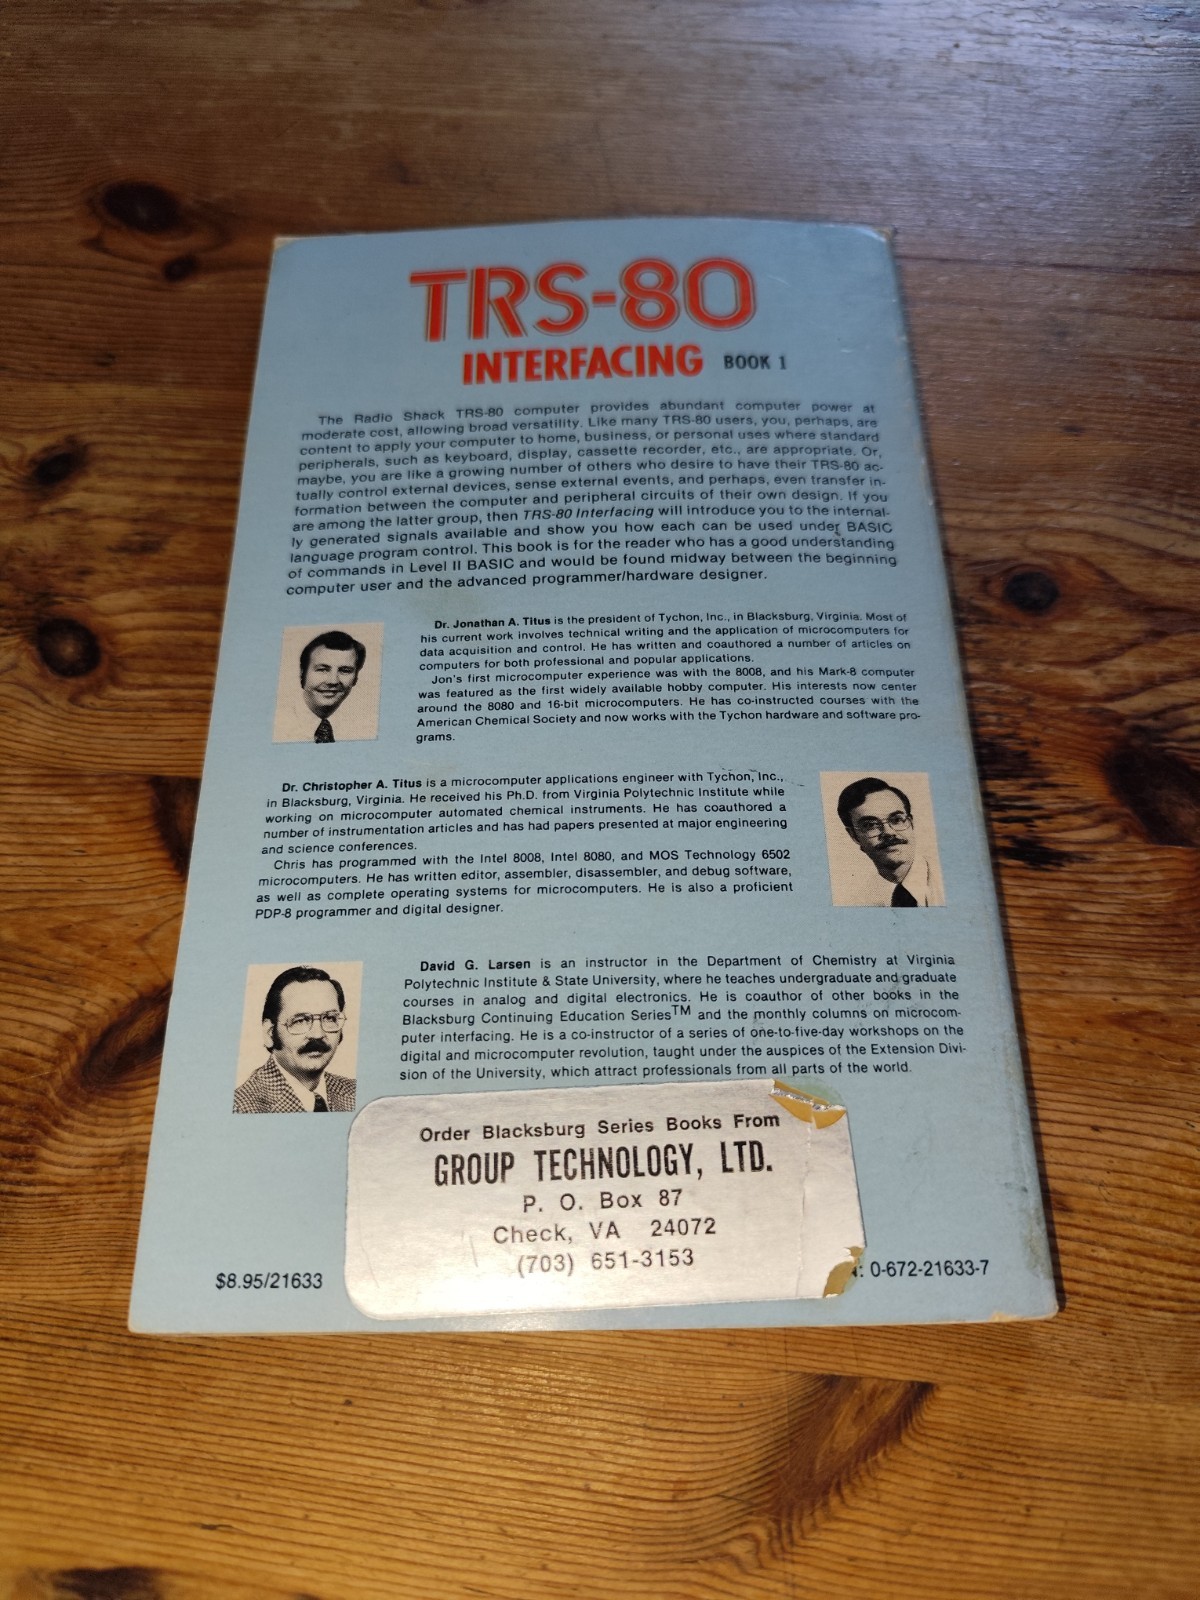 TRS-80
INTERFACING BOOK 1
The Radio Shack TRS-80 computer provides abundant computer power at
moderate cost, allowing broad versatility. Like many TRS-80 users, you, perhaps, are
content to apply your computer to home, business, or personal uses where standard
peripherals, such as keyboard, display, cassette recorder, etc., are appropriate. Or,
maybe, you are like a growing number of others who desire to have their TRS-80 ac-
tually control external devices, sense external events, and perhaps, even transfer in-
formation between the computer and peripheral circuits of their own design. If you
are among the latter group, then TRS-80 Interfacing will introduce you to the internal-
ly generated signals available and show you how each can be used under BASIC
language program control. This book is for the reader who has a good understanding
of commands in Level II BASIC and would be found midway between the beginning
computer user and the advanced programmer/hardware designer.
Dr. Jonathan A. Titus is the president of Tychon, Inc., in Blacksburg, Virginia. Most of
his current work involves technical writing and the application of microcomputers for
data acquisition and control. He has written and coauthored a number of articles on
computers for both professional and popular applications.
Jon's first microcomputer experience was with the 8008, and his Mark-8 computer
was featured as the first widely available hobby computer. His interests now center
around the 8080 and 16-bit microcomputers. He has co-instructed courses with the
American Chemical Society and now works with the Tychon hardware and software pro-
grams.
Dr. Christopher A. Titus is a microcomputer applications engineer with Tychon, Inc.,
in Blacksburg, Virginia. He received his Ph.D. from Virginia Polytechnic Institute while
working on microcomputer automated chemical instruments. He has coauthored a
number of instrumentation articles and has had papers presented at major engineering
and science conferences.
Chris has programmed with the Intel 8008, Intel 8080, and MOS Technology 6502
microcomputers. He has written editor, assembler, disassembler, and debug software,
as well as complete operating systems for microcomputers. He is also a proficient
PDP-8 programmer and digital designer.
David G. Larsen is an instructor in the Department of Chemistry at Virginia
Polytechnic Institute & State University, where he teaches undergraduate and graduate
courses in analog and digital electronics. He is coauthor of other books in the
Blacksburg Continuing Education Series™ and the monthly columns on microcom-
puter interfacing. He is a co-instructor of a series of one-to-five-day workshops on the
digital and microcomputer revolution, taught under the auspices of the Extension Divi-
sion of the University, which attract professionals from all parts of the world.
Order Blacksburg Series Books From
GROUP TECHNOLOGY, LTD.
P. O. Box 87
Check, VA 24072
(703) 651-3153
$8.95/21633
: 0-672-21633-7